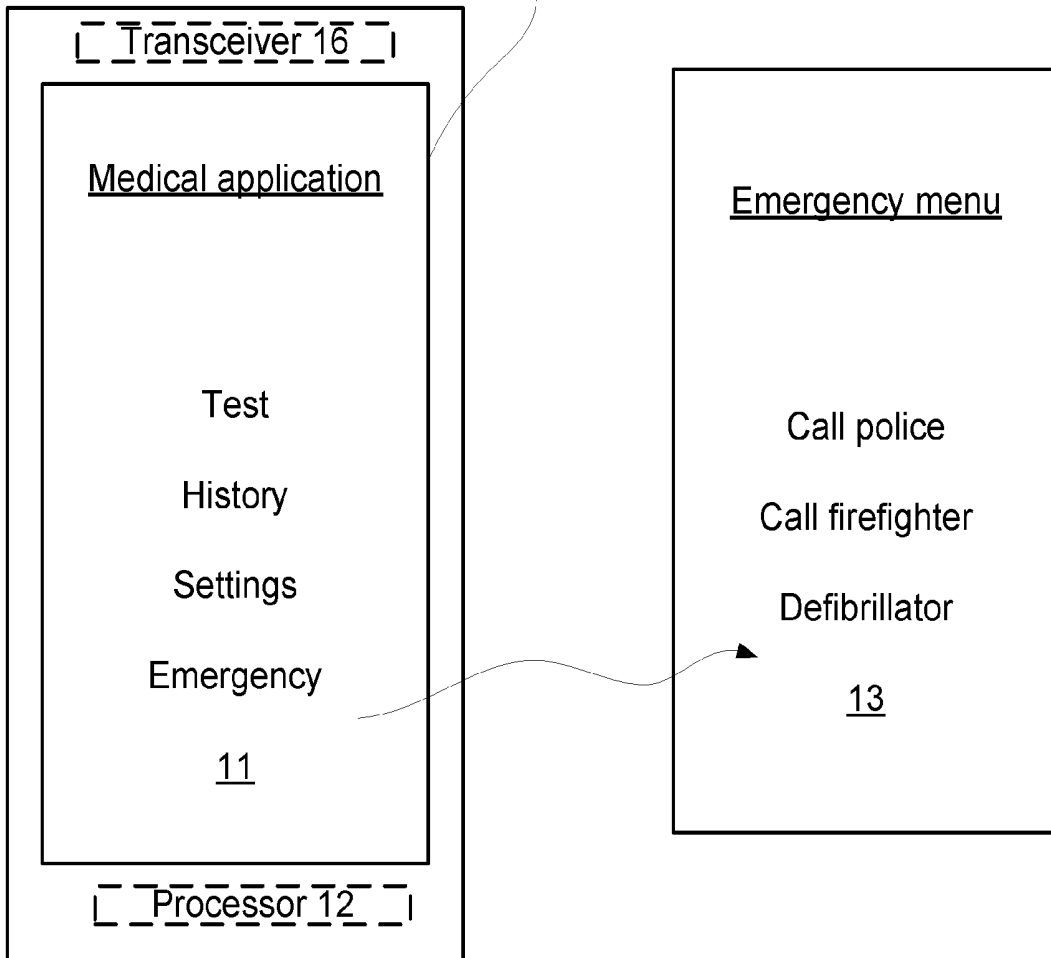 Transceiver 16
Medical application
Test
History
Settings
Emergency
11
Processor 12
Emergency menu
Call police
Call firefighter
Defibrillator
13